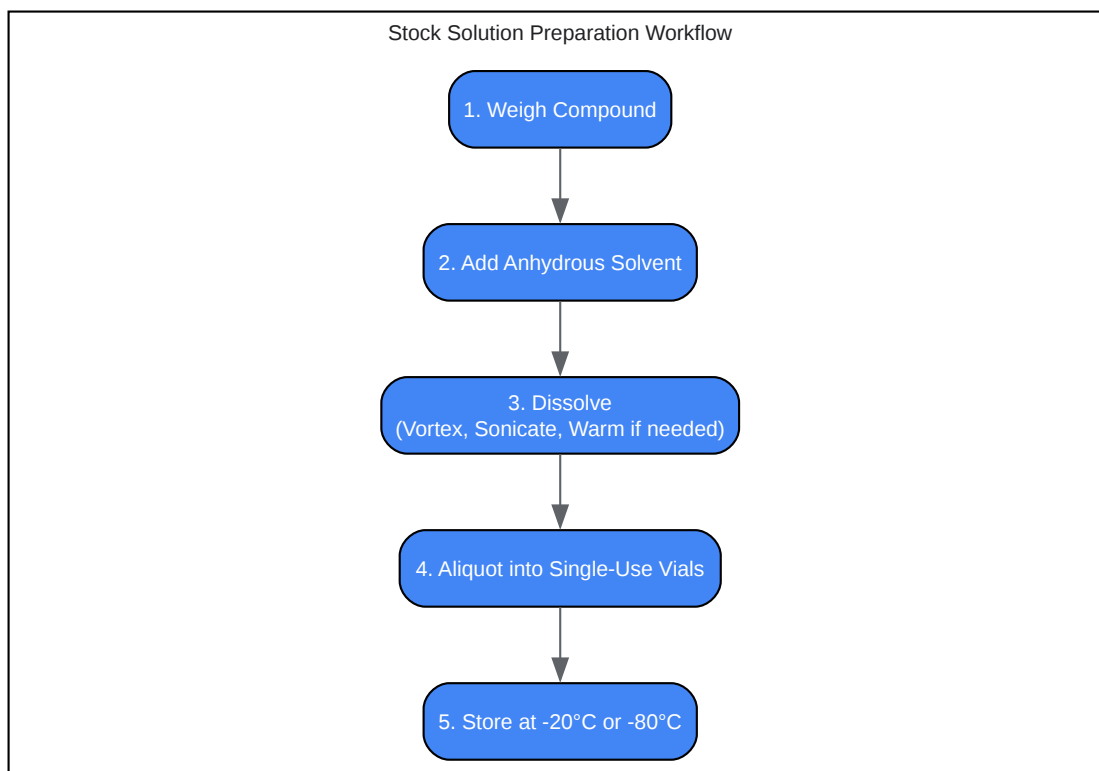 Stock Solution Preparation Workflow
1. Weigh Compound
2. Add Anhydrous Solvent
3. Dissolve
(Vortex, Sonicate, Warm if needed)
4. Aliquot into Single-Use Vials
5. Store at -20°C or -80°C